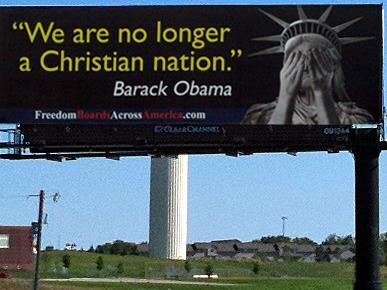 “We are no longer
a Christian nation.”
Barack Obama
FreedomBoardsAcrossAmerica.com
CLEAR CHANNEL